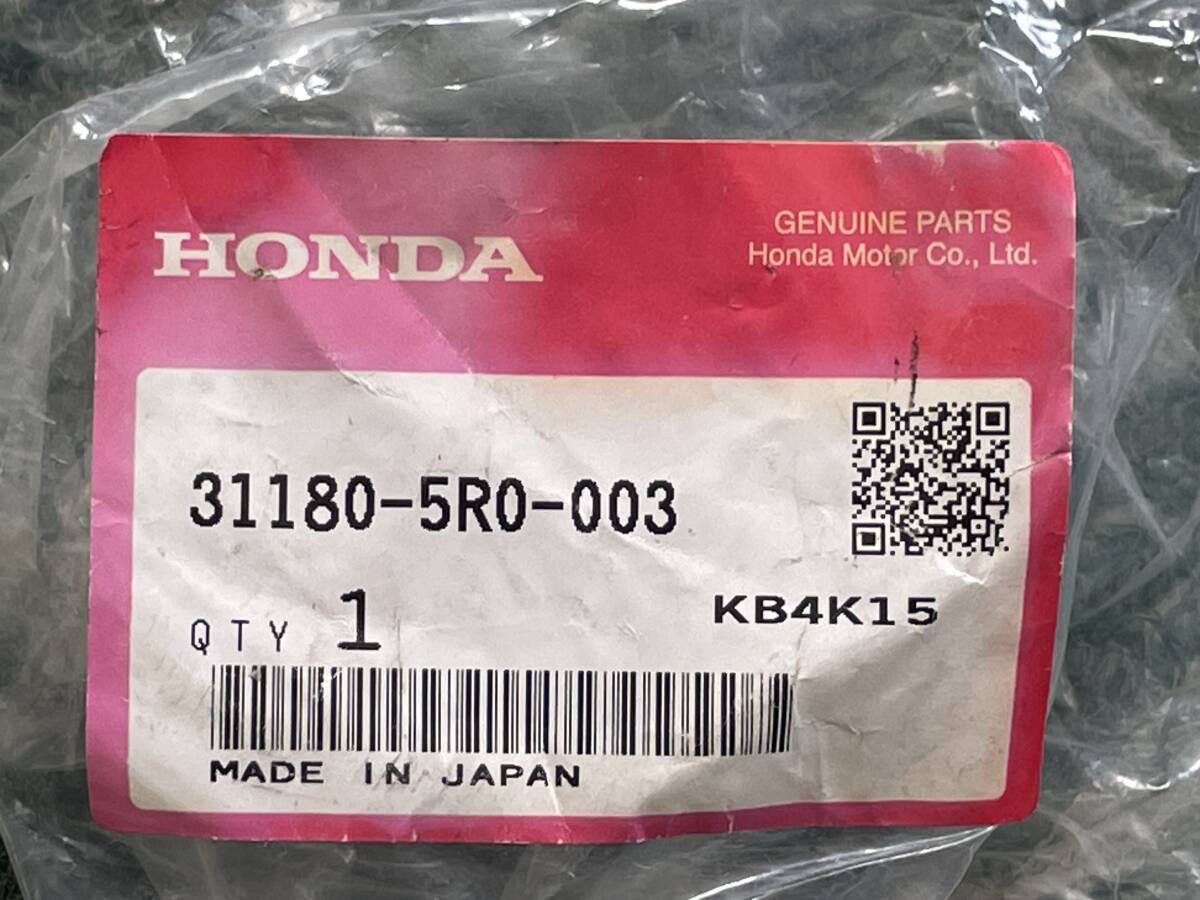 HONDA
GENUINE PARTS
Honda Motor Co., Ltd.
31180-5R0-003
QTY 1
KB4K15
MADE IN JAPAN